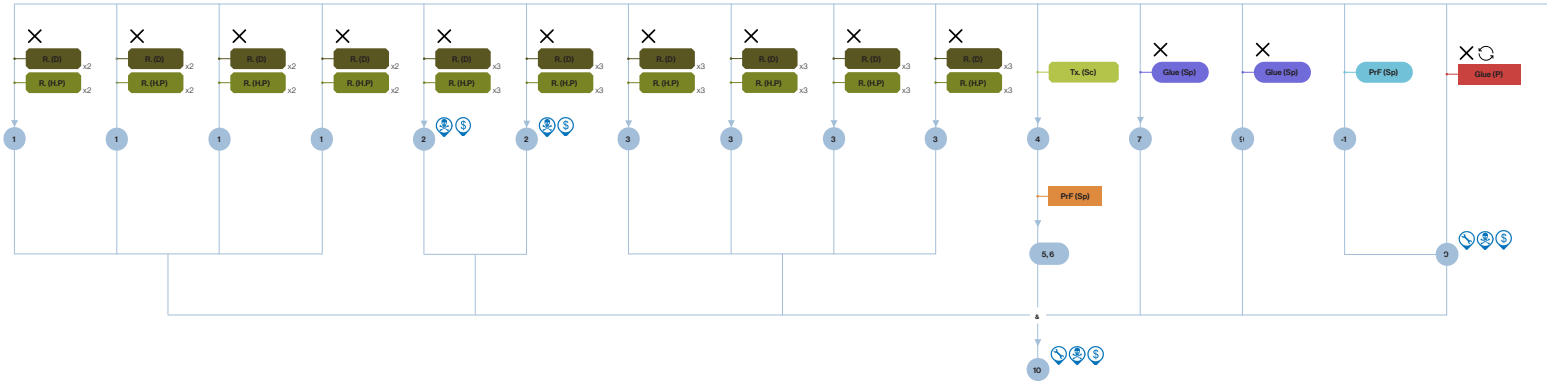 R. (D) x2 R. (D) x2 R. (D) x2 R. (D) x2 R. (D) x3 R. (D) x3 R. (D) x3 R. (D) x3 R. (D) x3 R. (D) x3
Tx. (Sc) Glue (Sp) Glue (Sp) PrF (Sp) Glue (P)
R. (H.P) x2 R. (H.P) x2 R. (H.P) x2 R. (H.P) x2 R. (H.P) x3 R. (H.P) x3 R. (H.P) x3 R. (H.P) x3 R. (H.P) x3 R. (H.P) x3
1 1 1 1 2 $ 2 $ 3 3 3 3 4 7 -1
PrF (Sp)
5, 6 $
&
10 $